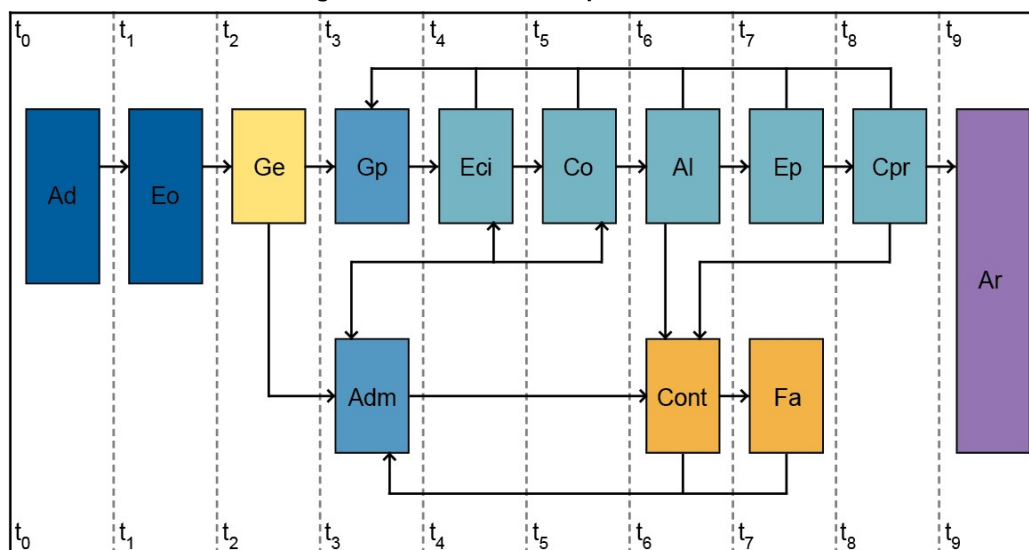 t0 t1 t2 t3 t4 t5 t6 t7 t8 t9
Ad Eo Ge Gp Eci Co Al Ep Cpr Ar
Adm Cont Fa
t0 t1 t2 t3 t4 t5 t6 t7 t8 t9